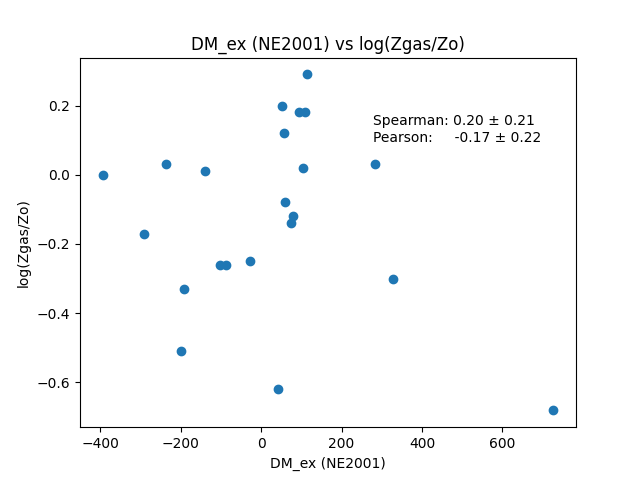 DM_ex (NE2001) vs log(Zgas/Zo)
Spearman: 0.20 ± 0.21
Pearson: -0.17 ± 0.22
log(Zgas/Zo)
0.2
0.0
−0.2
−0.4
−0.6
−400 −200 0 200 400 600
DM_ex (NE2001)